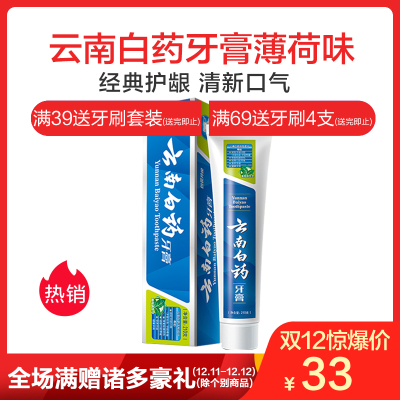 云南白药牙膏薄荷味
经典护龈 清新口气
满39送牙刷套装(送完即止)
满69送牙刷4支(送完即止)
云南白药
Yunnan Baiyao Toothpaste
牙膏
Yunnan
Baiyao
Toothpaste
云南白药
牙膏
热销
双12惊爆价
¥33
全场满赠诸多豪礼(12.11—12.12)
(除个别商品)